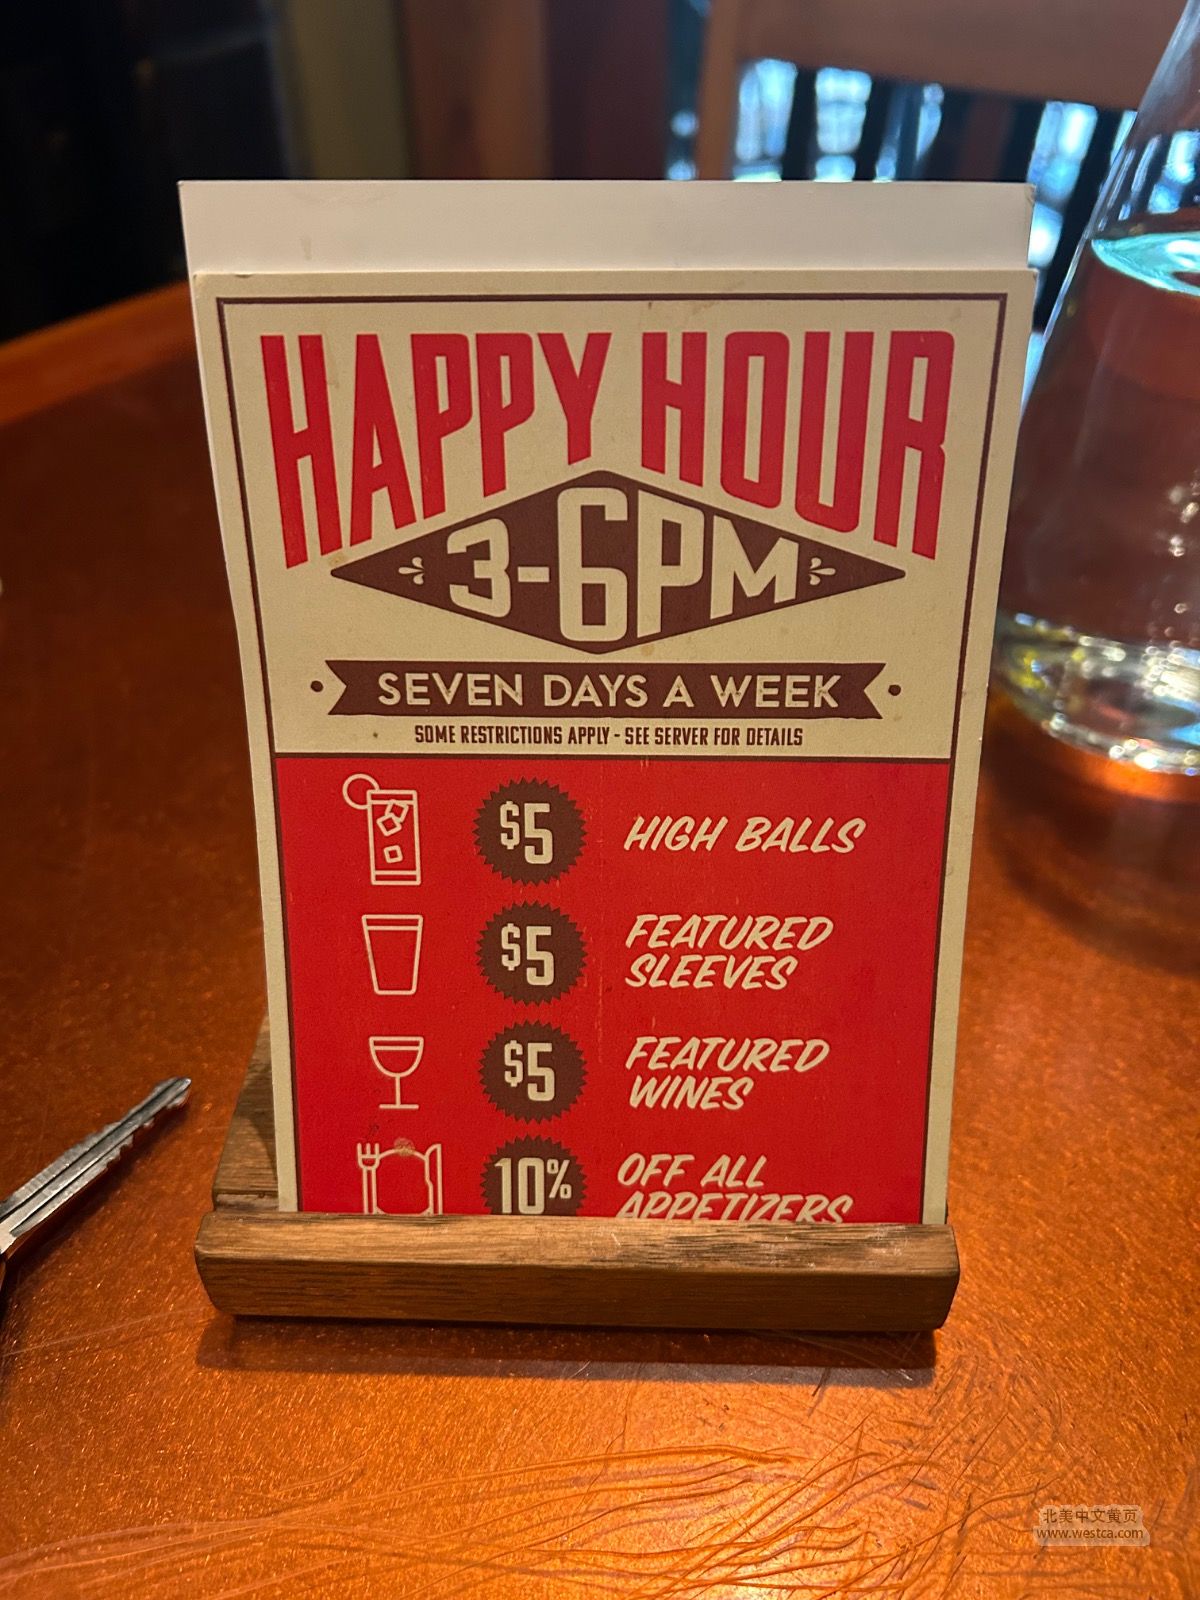 HAPPY HOUR
3-6PM
SEVEN DAYS A WEEK
SOME RESTRICTIONS APPLY - SEE SERVER FOR DETAILS
$5 HIGH BALLS
$5 FEATURED
SLEEVES
$5 FEATURED
WINES
10% OFF ALL
APPETIZERS
北美中文黄页
www.westca.com